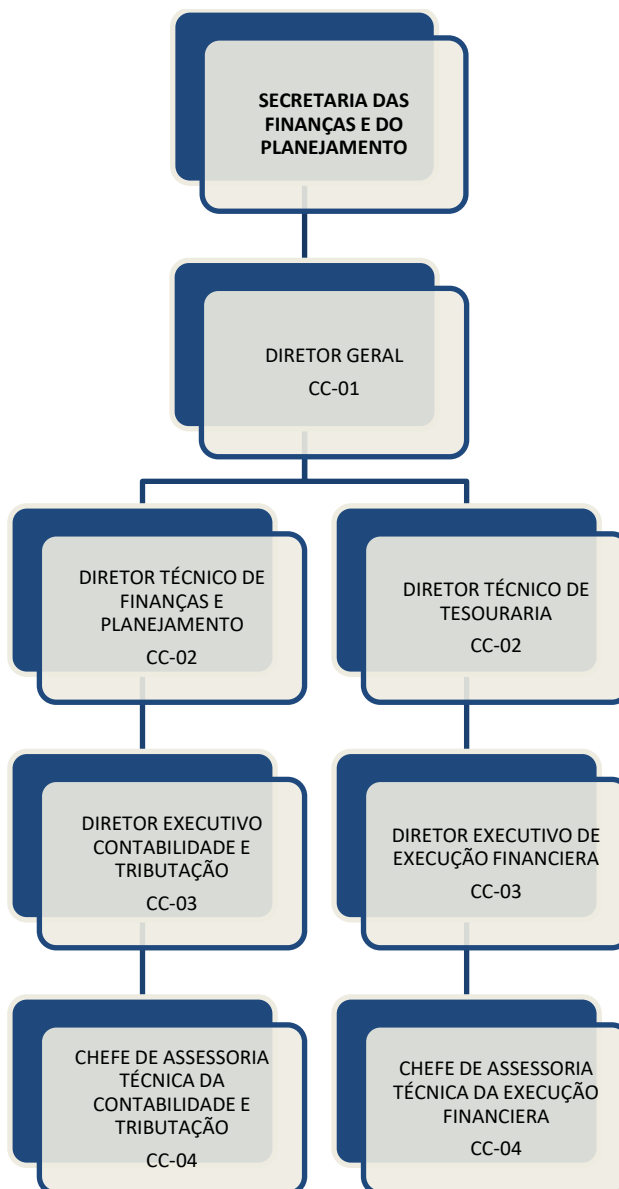 SECRETARIA DAS
FINANÇAS E DO
PLANEJAMENTO
DIRETOR GERAL
CC-01
DIRETOR TÉCNICO DE
FINANÇAS E
PLANEJAMENTO
CC-02
DIRETOR TÉCNICO DE
TESOURARIA
CC-02
DIRETOR EXECUTIVO
CONTABILIDADE E
TRIBUTAÇÃO
CC-03
DIRETOR EXECUTIVO DE
EXECUÇÃO FINANCIERA
CC-03
CHEFE DE ASSESSORIA
TÉCNICA DA
CONTABILIDADE E
TRIBUTAÇÃO
CC-04
CHEFE DE ASSESSORIA
TÉCNICA DA EXECUÇÃO
FINANCIERA
CC-04